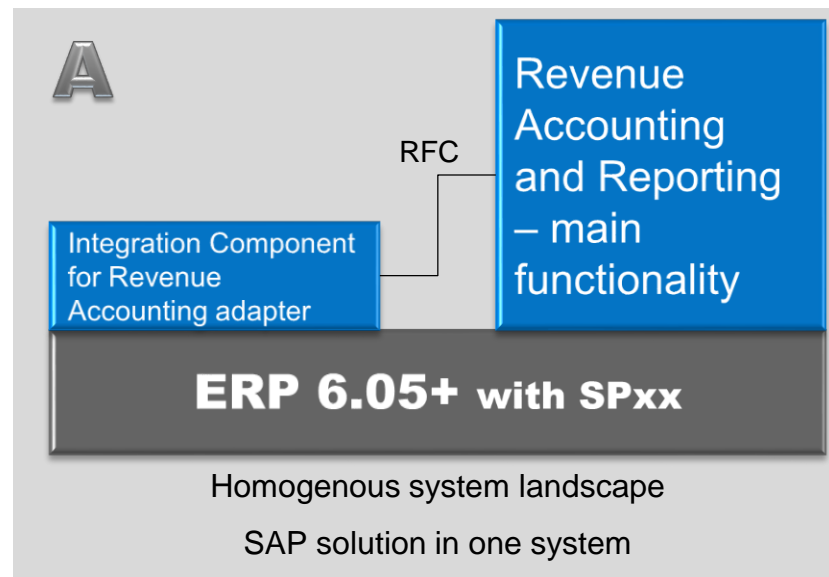 A
Revenue
Accounting
and Reporting
– main
functionality
RFC
Integration Component
for Revenue
Accounting adapter
ERP 6.05+ with SPxx
Homogenous system landscape
SAP solution in one system